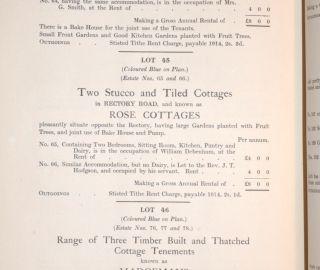 No. 64, having the same accommodation, is in the occupation of Mrs.
G. Smith, at the Rent of . . . . . . . . 4 0 0
Making a Gross Annual Rental of . £8 0 0
There is a Bake House for the joint use of the Tenants.
Small Front Gardens and Good Kitchen Gardens planted with Fruit Trees.
OUTGOINGS - Stinted Tithe Rent Charge, payable 1914, 2s. 3d.
LOT 45
(Coloured Blue on Plan.)
(Estate Nos. 65 and 66.)
Two Stucco and Tiled Cottages
in RECTORY ROAD, and known as
ROSE COTTAGES
pleasantly situate opposite the Rectory, having large Gardens planted with Fruit
Trees, and joint use of Bake House and Pump.
Per annum.
No. 65, Containing Two Bedrooms, Sitting Room, Kitchen, Pantry and
Dairy, is in the occupation of William Debenham, at the
Rent of £4 0 0
No. 66, Similar Accommodation, but no Dairy, is Let to the Rev. J. T.
Hodgson, and occupied by his servant. Rent . 4 0 0
Making a Gross Annual Rental of £8 0 0
OUTGOINGS - Stinted Tithe Rent Charge, payable 1914, 2s. 1d.
LOT 46
(Coloured Blue on Plan.)
(Estate Nos. 76, 77 and 78.)
Range of Three Timber Built and Thatched
Cottage Tenements
known as